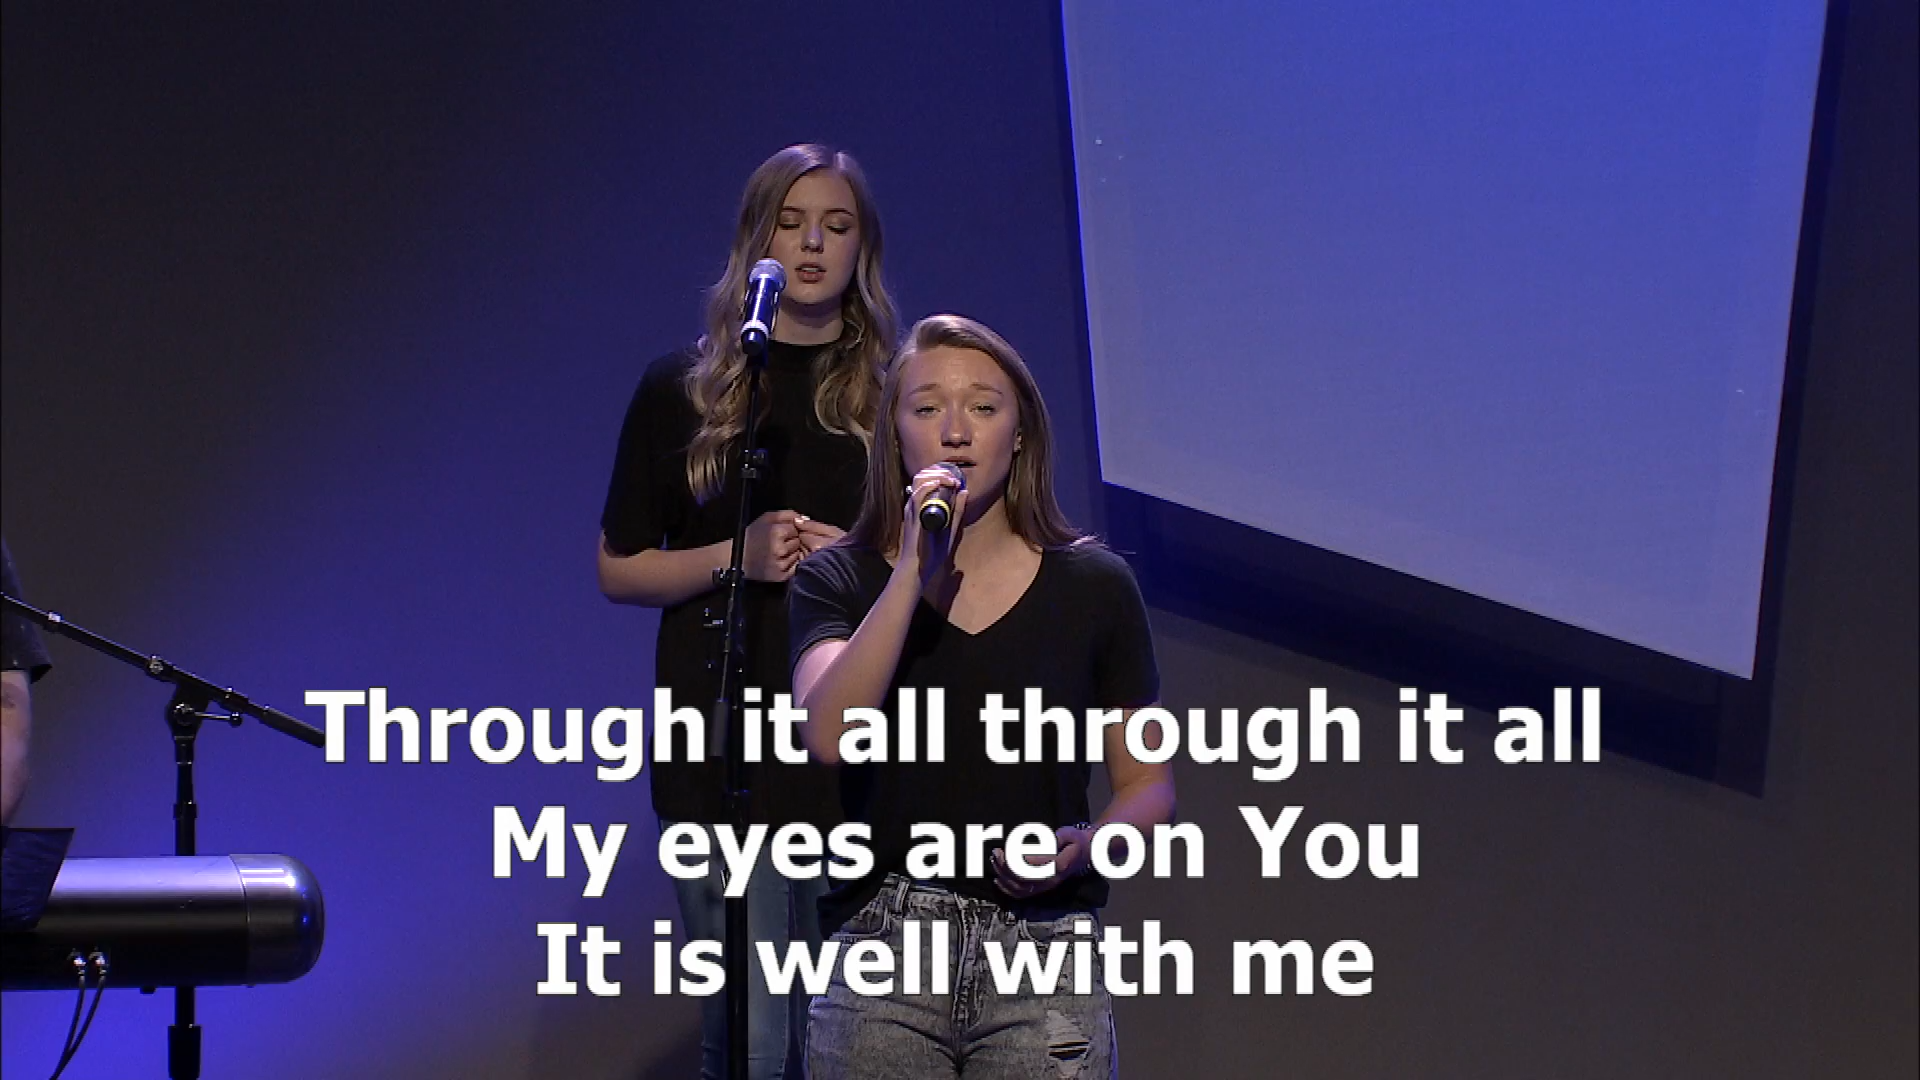 Through it all through it all
My eyes are on You
It is well with me